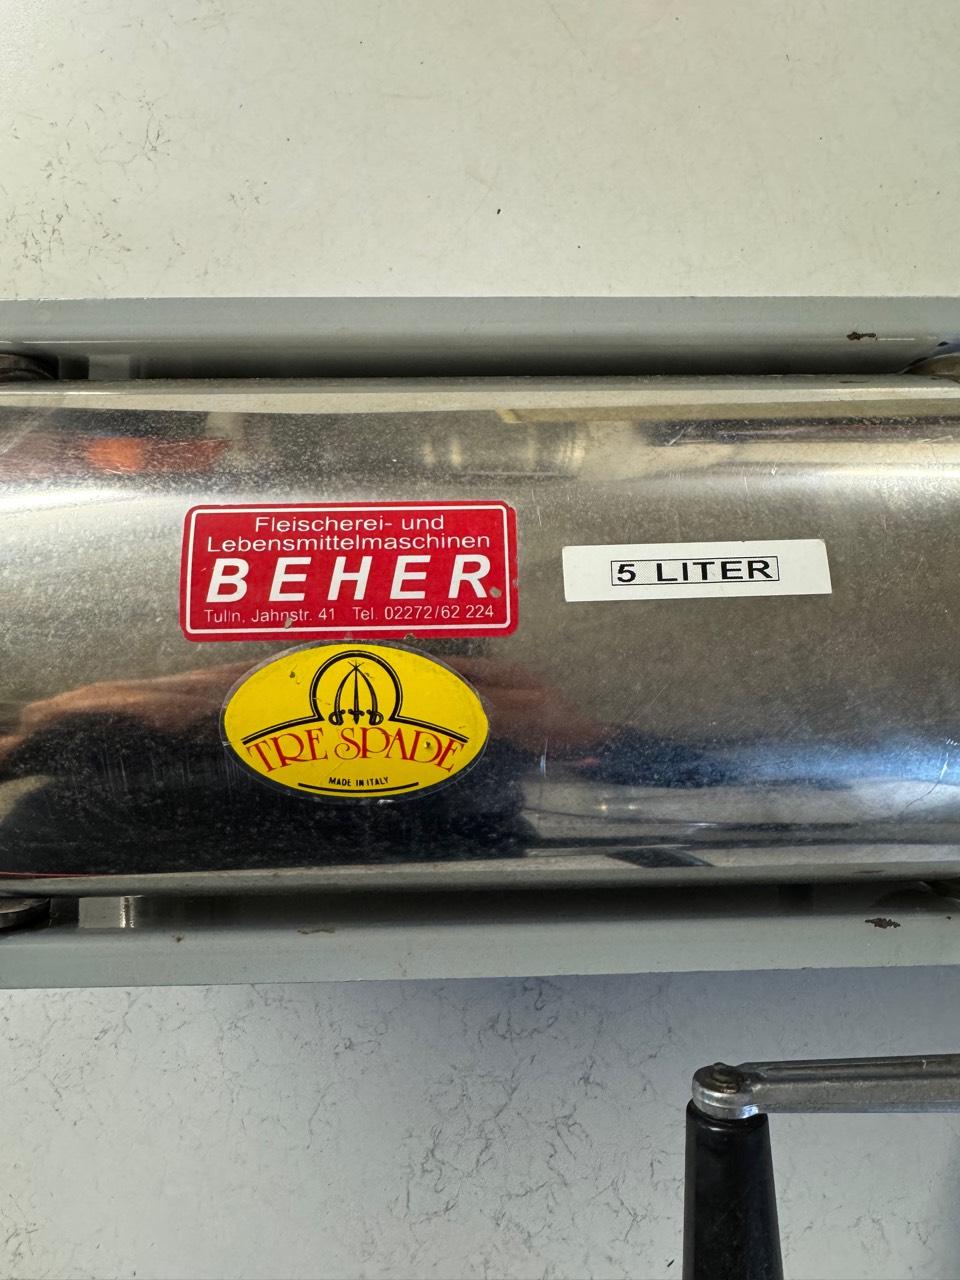 Fleischerei- und
Lebensmittelmaschinen
BEHER
Tulln, Jahnstr. 41 Tel. 02272/62 224
5 LITER
TRE SPADE
MADE IN ITALY